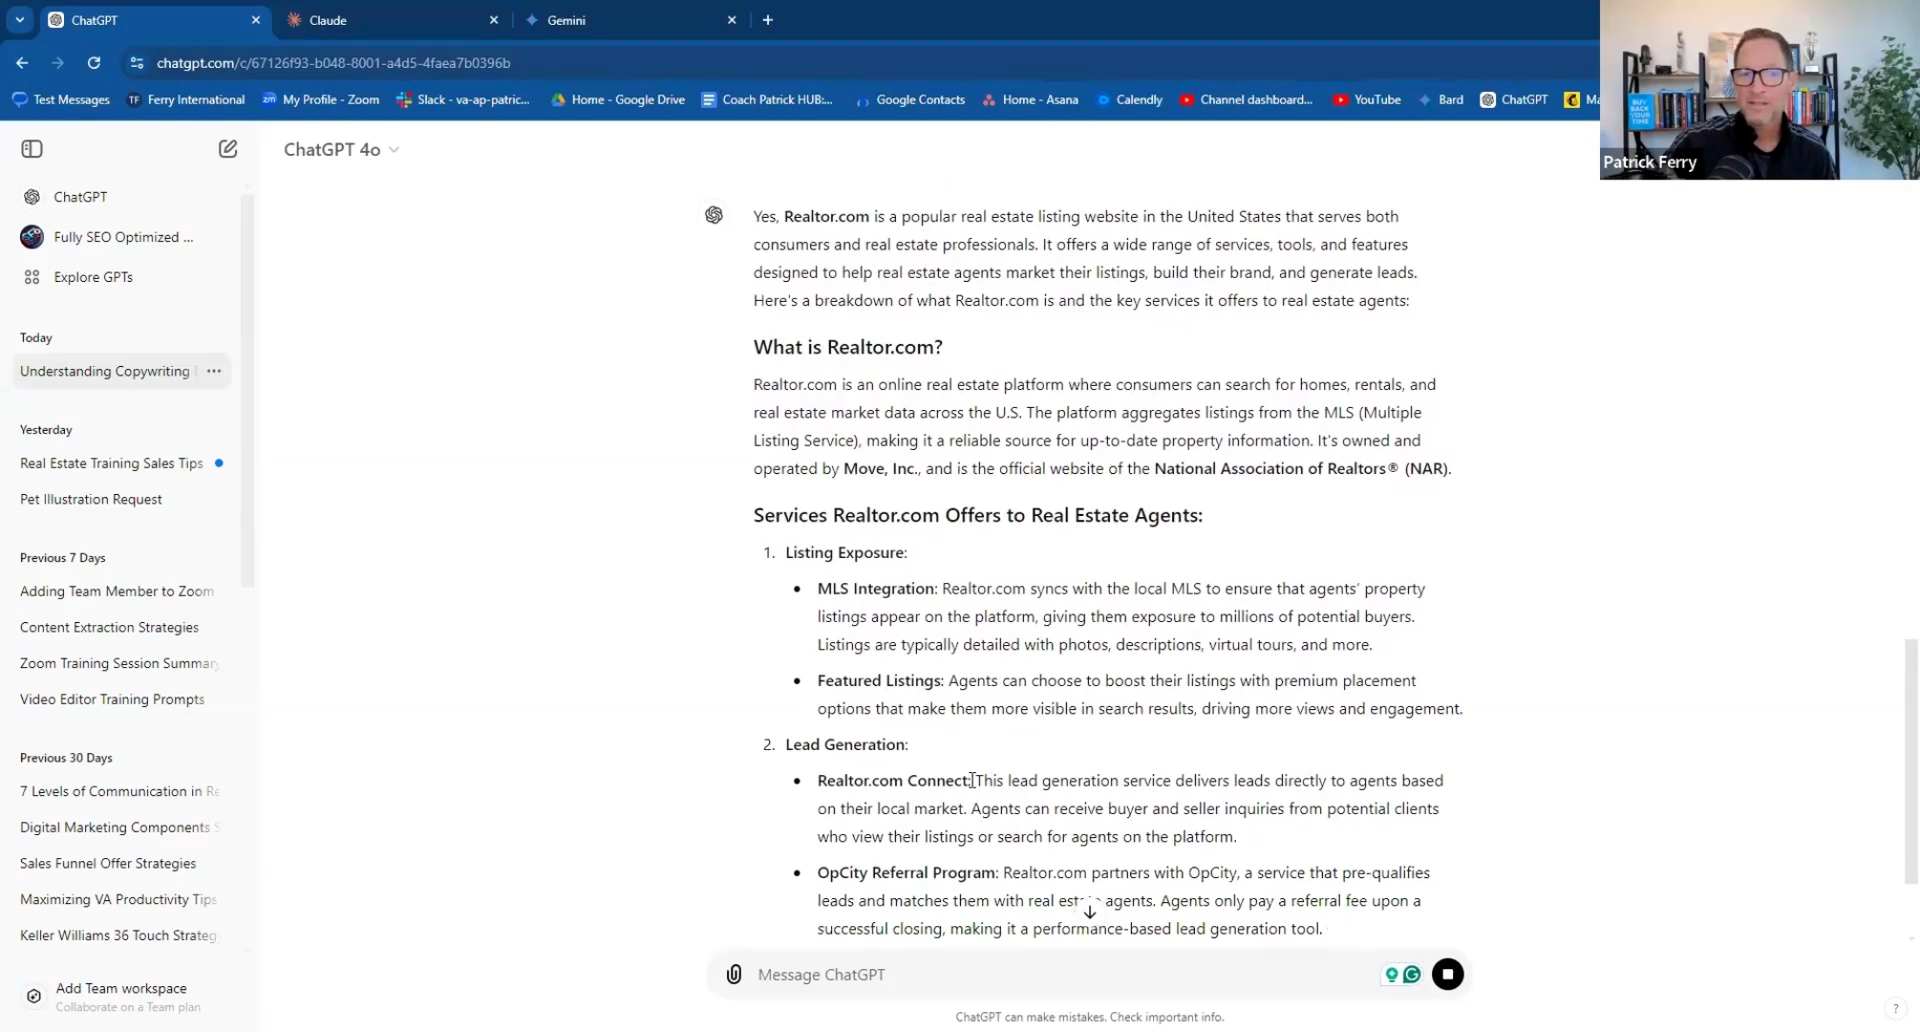 ChatGPT
Claude
Gemini
chatgpt.com/c/67126f93-b048-8001-a4d5-4faea7b0396b
Test Messages
TF Ferry International
zm My Profile - Zoom
Slack - va-ap-patric...
Home - Google Drive
Coach Patrick HUB:...
Google Contacts
Home - Asana
Calendly
Channel dashboard...
YouTube
Bard
ChatGPT
BUY BACK YOUR TIME
Patrick Ferry
ChatGPT 4o
ChatGPT
Fully SEO Optimized ...
Explore GPTs
Today
Understanding Copywriting
Yesterday
Real Estate Training Sales Tips
Pet Illustration Request
Previous 7 Days
Adding Team Member to Zoom
Content Extraction Strategies
Zoom Training Session Summar
Video Editor Training Prompts
Previous 30 Days
7 Levels of Communication in Re
Digital Marketing Components S
Sales Funnel Offer Strategies
Maximizing VA Productivity Tips
Keller Williams 36 Touch Strateg
Add Team workspace
Collaborate on a Team plan
Yes, Realtor.com is a popular real estate listing website in the United States that serves both
consumers and real estate professionals. It offers a wide range of services, tools, and features
designed to help real estate agents market their listings, build their brand, and generate leads.
Here's a breakdown of what Realtor.com is and the key services it offers to real estate agents:
What is Realtor.com?
Realtor.com is an online real estate platform where consumers can search for homes, rentals, and
real estate market data across the U.S. The platform aggregates listings from the MLS (Multiple
Listing Service), making it a reliable source for up-to-date property information. It's owned and
operated by Move, Inc., and is the official website of the National Association of Realtors® (NAR).
Services Realtor.com Offers to Real Estate Agents:
1. Listing Exposure:
• MLS Integration: Realtor.com syncs with the local MLS to ensure that agents' property
listings appear on the platform, giving them exposure to millions of potential buyers.
Listings are typically detailed with photos, descriptions, virtual tours, and more.
• Featured Listings: Agents can choose to boost their listings with premium placement
options that make them more visible in search results, driving more views and engagement.
2. Lead Generation:
• Realtor.com Connect: This lead generation service delivers leads directly to agents based
on their local market. Agents can receive buyer and seller inquiries from potential clients
who view their listings or search for agents on the platform.
• OpCity Referral Program: Realtor.com partners with OpCity, a service that pre-qualifies
leads and matches them with real estate agents. Agents only pay a referral fee upon a
successful closing, making it a performance-based lead generation tool.
Message ChatGPT
ChatGPT can make mistakes. Check important info.
?